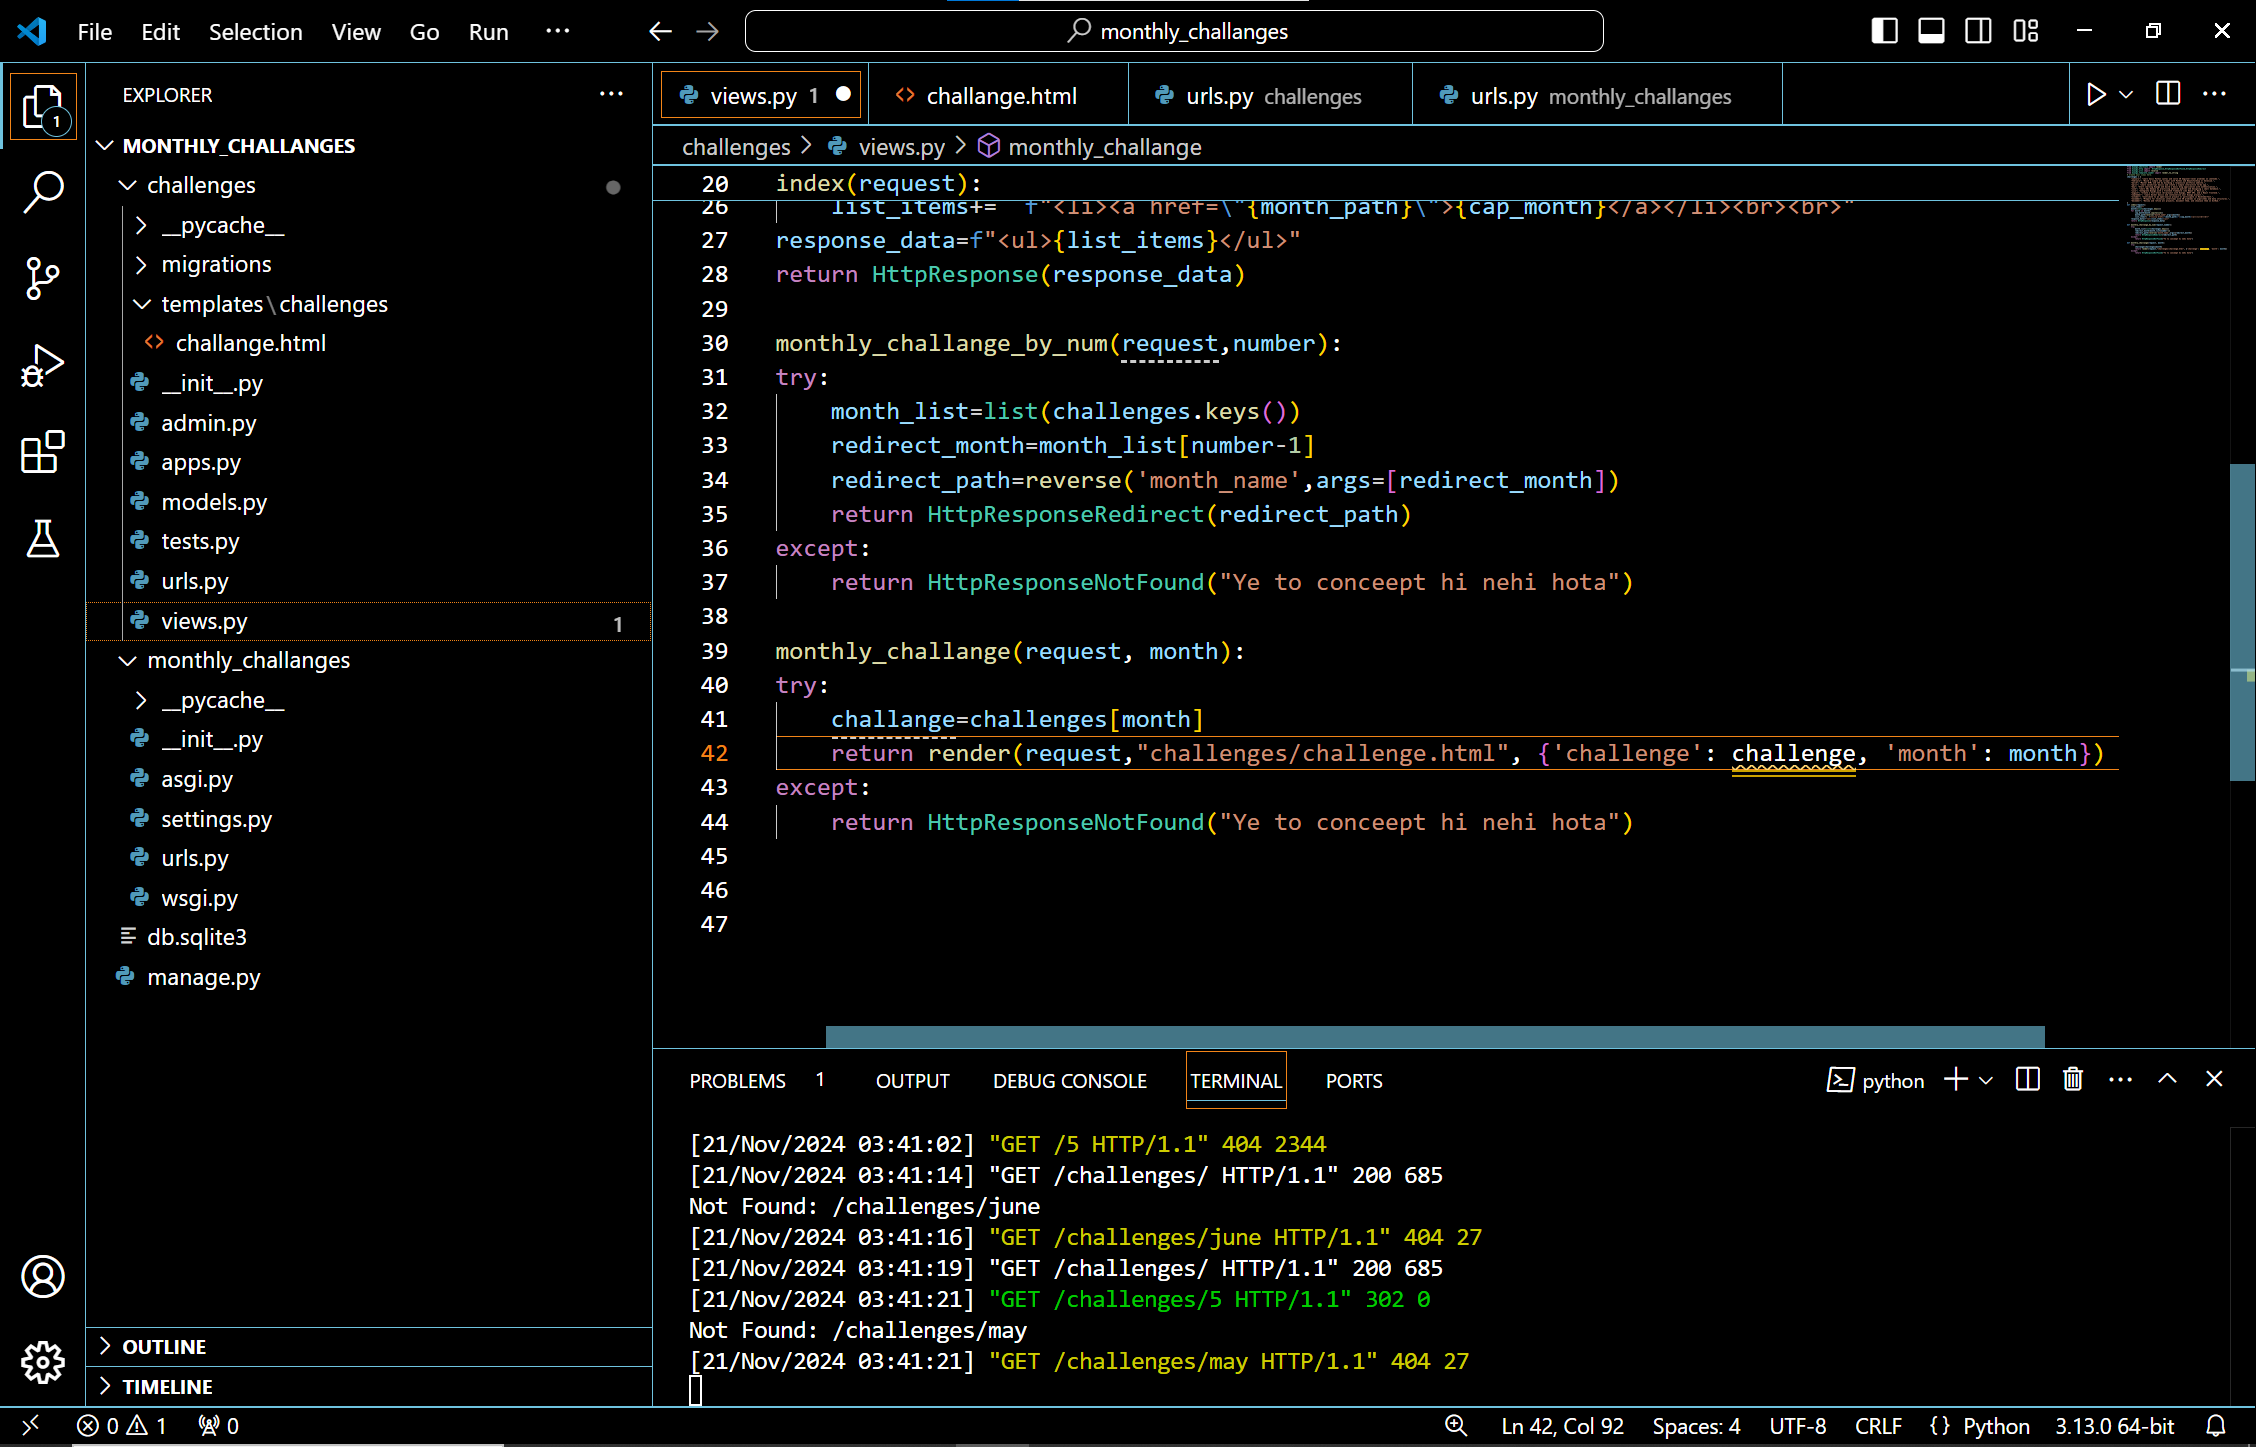 File Edit Selection View Go Run ··· monthly_challanges
EXPLORER ···
MONTHLY_CHALLANGES
challenges
__pycache__
migrations
templates\challenges
challange.html
__init__.py
admin.py
apps.py
models.py
tests.py
urls.py
views.py 1
monthly_challanges
__pycache__
__init__.py
asgi.py
settings.py
urls.py
wsgi.py
db.sqlite3
manage.py
OUTLINE
TIMELINE
views.py 1 challange.html urls.py challenges urls.py monthly_challanges
challenges > views.py > monthly_challange
20 index(request):
26 list_items+= f"<li><a href=\"{month_path}\">{cap_month}</a></li><br><br>"
27 response_data=f"<ul>{list_items}</ul>"
28 return HttpResponse(response_data)
29
30 monthly_challange_by_num(request,number):
31 try:
32 month_list=list(challenges.keys())
33 redirect_month=month_list[number-1]
34 redirect_path=reverse('month_name',args=[redirect_month])
35 return HttpResponseRedirect(redirect_path)
36 except:
37 return HttpResponseNotFound("Ye to conceept hi nehi hota")
38
39 monthly_challange(request, month):
40 try:
41 challange=challenges[month]
42 return render(request,"challenges/challenge.html", {'challenge': challenge, 'month': month})
43 except:
44 return HttpResponseNotFound("Ye to conceept hi nehi hota")
45
46
47
PROBLEMS 1 OUTPUT DEBUG CONSOLE TERMINAL PORTS python
[21/Nov/2024 03:41:02] "GET /5 HTTP/1.1" 404 2344
[21/Nov/2024 03:41:14] "GET /challenges/ HTTP/1.1" 200 685
Not Found: /challenges/june
[21/Nov/2024 03:41:16] "GET /challenges/june HTTP/1.1" 404 27
[21/Nov/2024 03:41:19] "GET /challenges/ HTTP/1.1" 200 685
[21/Nov/2024 03:41:21] "GET /challenges/5 HTTP/1.1" 302 0
Not Found: /challenges/may
[21/Nov/2024 03:41:21] "GET /challenges/may HTTP/1.1" 404 27
0 1 0 Ln 42, Col 92 Spaces: 4 UTF-8 CRLF {} Python 3.13.0 64-bit